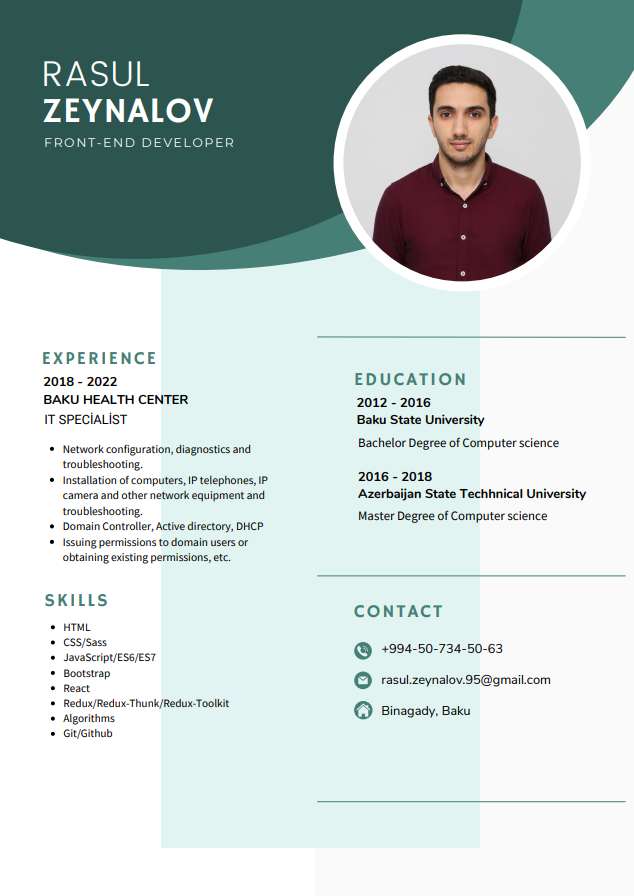 RASUL
ZEYNALOV
FRONT-END DEVELOPER
EXPERIENCE
2018 - 2022
BAKU HEALTH CENTER
IT SPECİALİST
• Network configuration, diagnostics and
troubleshooting.
• Installation of computers, IP telephones, IP
camera and other network equipment and
troubleshooting.
• Domain Controller, Active directory, DHCP
• Issuing permissions to domain users or
obtaining existing permissions, etc.
SKILLS
• HTML
• CSS/Sass
• JavaScript/ES6/ES7
• Bootstrap
• React
• Redux/Redux-Thunk/Redux-Toolkit
• Algorithms
• Git/Github
EDUCATION
2012 - 2016
Baku State University
Bachelor Degree of Computer science
2016 - 2018
Azerbaijan State Techhnical University
Master Degree of Computer science
CONTACT
+994-50-734-50-63
rasul.zeynalov.95@gmail.com
Binagady, Baku